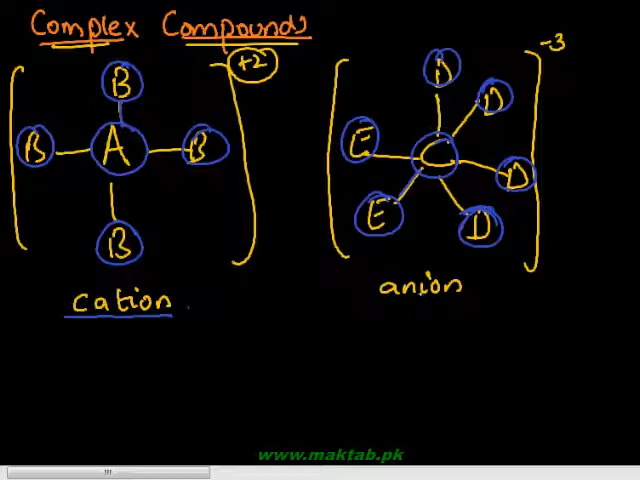 Complex Compounds
+2
B
B A B
B
cation
-3
D
D
E C D
E D
anion
www.maktab.pk